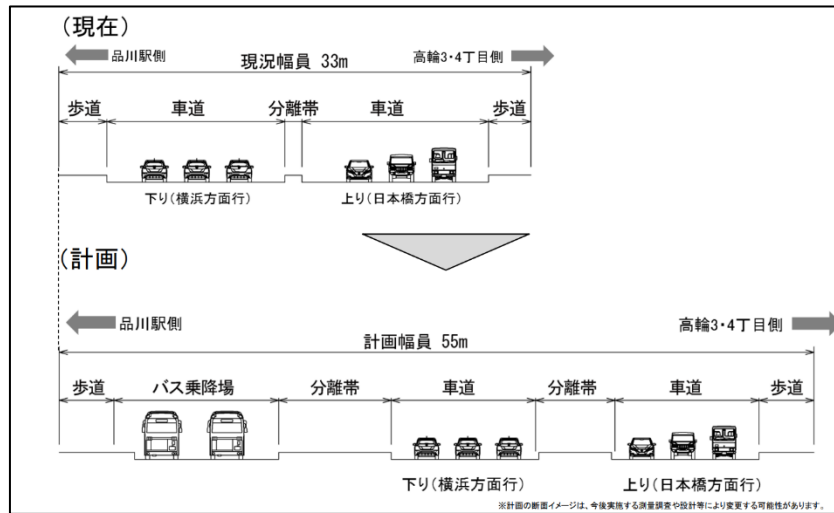 （現在）
品川駅側
高輪3・4丁目側
現況幅員 33m
歩道 車道 分離帯 車道 歩道
下り(横浜方面行) 上り(日本橋方面行)
（計画）
品川駅側
高輪3・4丁目側
計画幅員 55m
歩道 バス乗降場 分離帯 車道 分離帯 車道 歩道
下り(横浜方面行) 上り(日本橋方面行)
※計画の断面イメージは、今後実施する測量調査や設計等により変更する可能性があります。